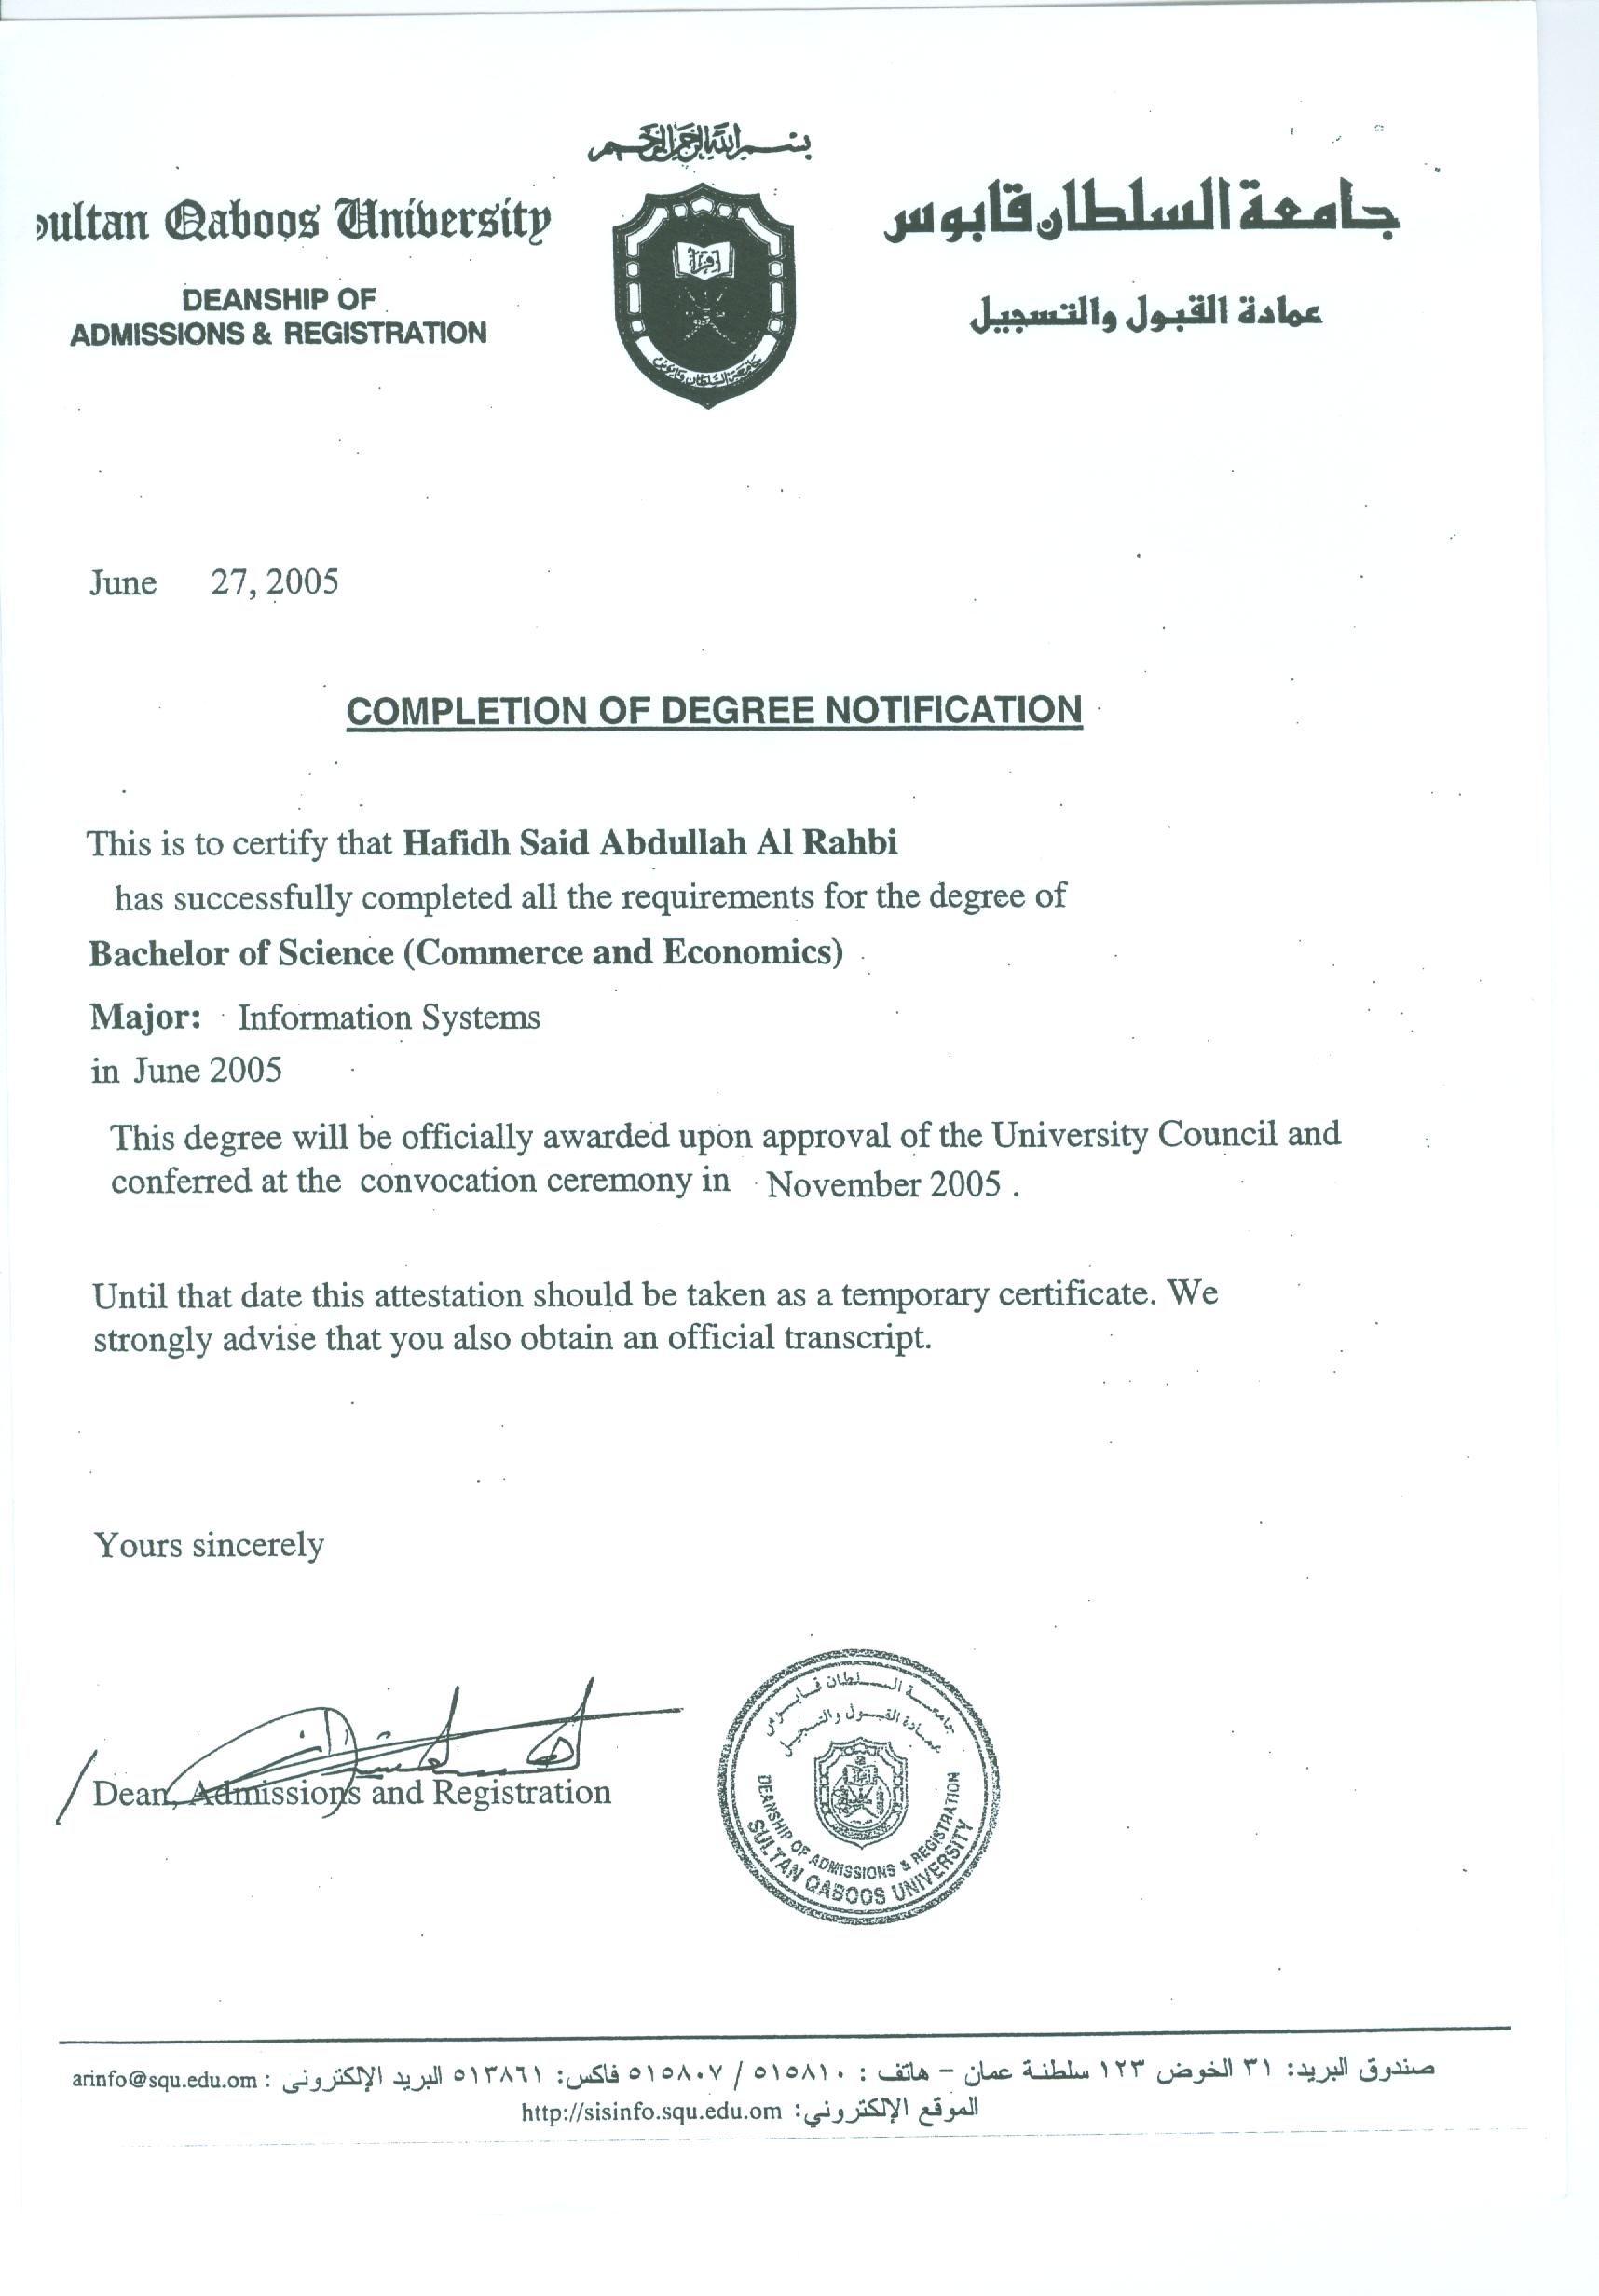 بسم الله الرحمن الرحيم
ultan Qaboos University
جامعة السلطان قابوس
DEANSHIP OF
ADMISSIONS & REGISTRATION
عمادة القبول والتسجيل
اقرأ
جامعة السلطان قابوس
June 27, 2005
COMPLETION OF DEGREE NOTIFICATION
This is to certify that Hafidh Said Abdullah Al Rahbi
has successfully completed all the requirements for the degree of
Bachelor of Science (Commerce and Economics)
Major: Information Systems
in June 2005
This degree will be officially awarded upon approval of the University Council and
conferred at the convocation ceremony in November 2005 .
Until that date this attestation should be taken as a temporary certificate. We
strongly advise that you also obtain an official transcript.
Yours sincerely
/ Dean, Admissions and Registration
جامعة السلطان قابوس
عمادة القبول والتسجيل
DEANSHIP OF ADMISSIONS & REGISTRATION
SULTAN QABOOS UNIVERSITY
صندوق البريد: ٣١ الخوض ١٢٣ سلطنة عمان – هاتف : ٥١٥٨١٠ / ٥١٥٨٠٧ فاكس: ٥١٣٨٦١ البريد الإلكتروني : arinfo@squ.edu.om
الموقع الإلكتروني: http://sisinfo.squ.edu.om